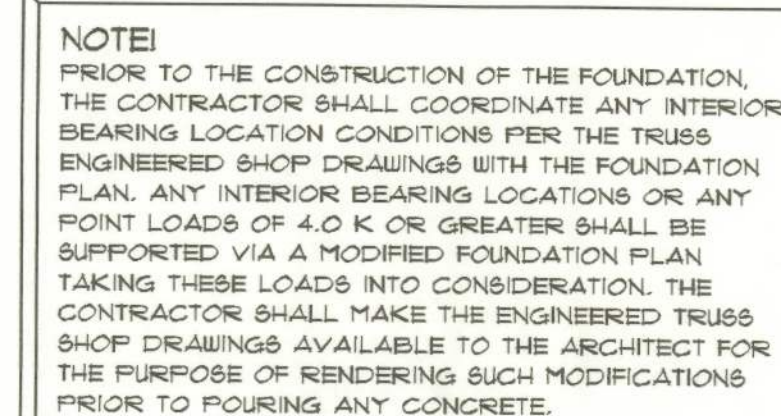 NOTE!
PRIOR TO THE CONSTRUCTION OF THE FOUNDATION,
THE CONTRACTOR SHALL COORDINATE ANY INTERIOR
BEARING LOCATION CONDITIONS PER THE TRUSS
ENGINEERED SHOP DRAWINGS WITH THE FOUNDATION
PLAN. ANY INTERIOR BEARING LOCATIONS OR ANY
POINT LOADS OF 4.0 K OR GREATER SHALL BE
SUPPORTED VIA A MODIFIED FOUNDATION PLAN
TAKING THESE LOADS INTO CONSIDERATION. THE
CONTRACTOR SHALL MAKE THE ENGINEERED TRUSS
SHOP DRAWINGS AVAILABLE TO THE ARCHITECT FOR
THE PURPOSE OF RENDERING SUCH MODIFICATIONS
PRIOR TO POURING ANY CONCRETE.